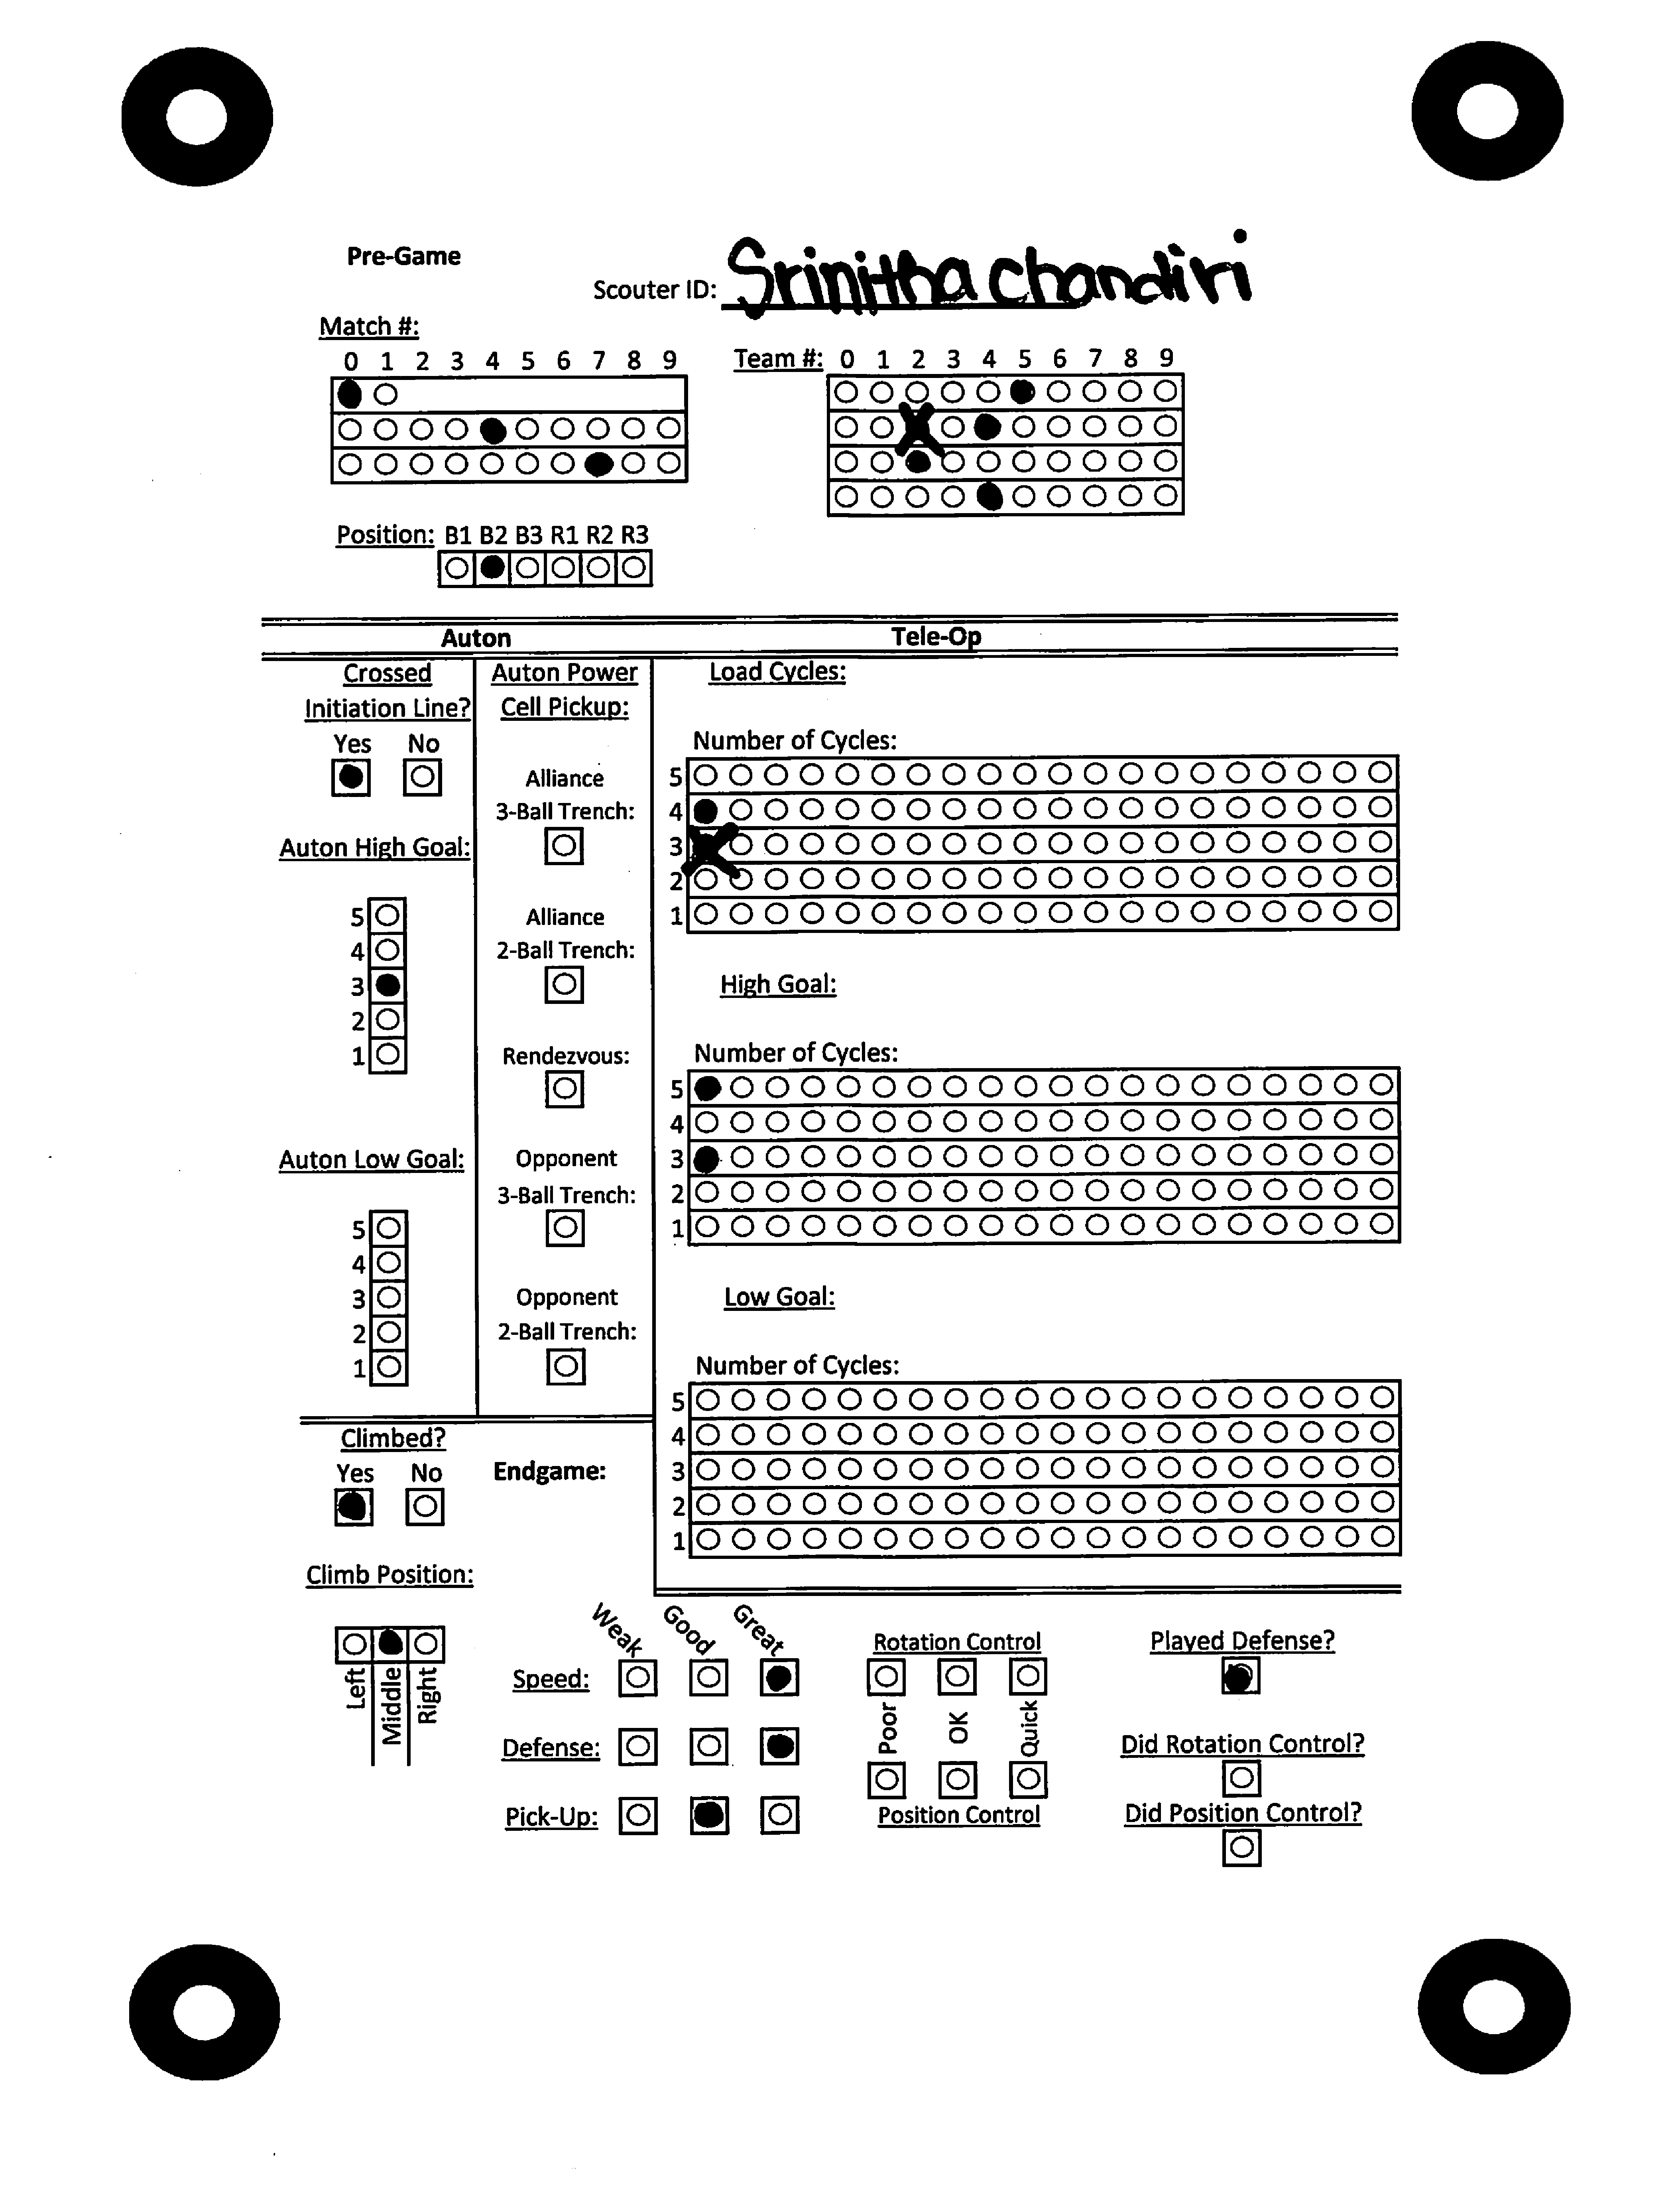 Pre-Game
Scouter ID: Srinitha Chandiri
Match #:
0 1 2 3 4 5 6 7 8 9
Team #: 0 1 2 3 4 5 6 7 8 9
Position: B1 B2 B3 R1 R2 R3
Auton
Tele-Op
Crossed
Initiation Line?
Yes No
Auton High Goal:
5
4
3
2
1
Auton Low Goal:
5
4
3
2
1
Auton Power
Cell Pickup:
Alliance
3-Ball Trench:
Alliance
2-Ball Trench:
Rendezvous:
Opponent
3-Ball Trench:
Opponent
2-Ball Trench:
Load Cycles:
Number of Cycles:
5
4
3
2
1
High Goal:
Number of Cycles:
5
4
3
2
1
Low Goal:
Number of Cycles:
5
4
3
2
1
Climbed?
Yes No
Endgame:
Climb Position:
Left
Middle
Right
Weak Good Great
Speed:
Defense:
Pick-Up:
Rotation Control
Poor OK Quick
Position Control
Played Defense?
Did Rotation Control?
Did Position Control?